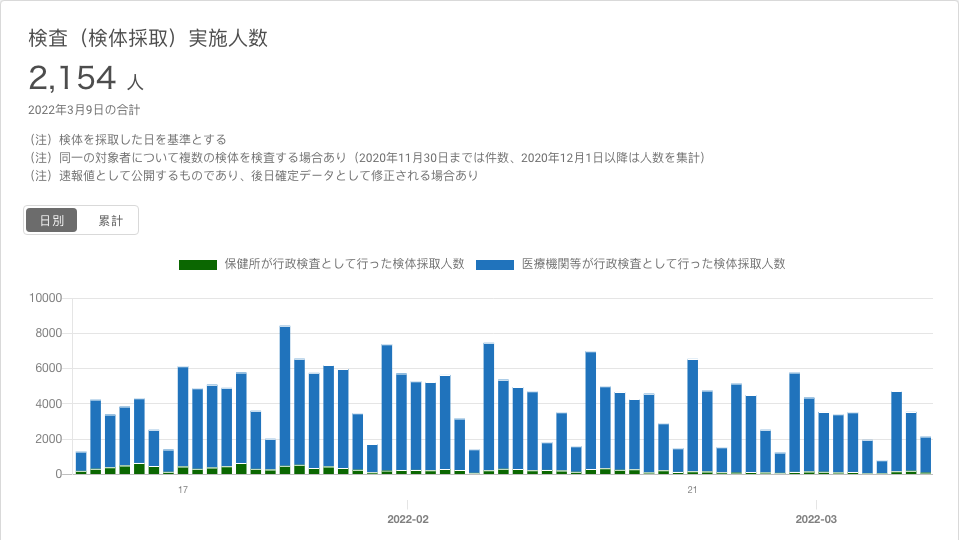 検査（検体採取）実施人数
2,154 人
2022年3月9日の合計
（注）検体を採取した日を基準とする
（注）同一の対象者について複数の検体を検査する場合あり（2020年11月30日までは件数、2020年12月1日以降は人数を集計）
（注）速報値として公開するものであり、後日確定データとして修正される場合あり
日別 累計
保健所が行政検査として行った検体採取人数 医療機関等が行政検査として行った検体採取人数
10000
8000
6000
4000
2000
0
17 21
2022-02 2022-03